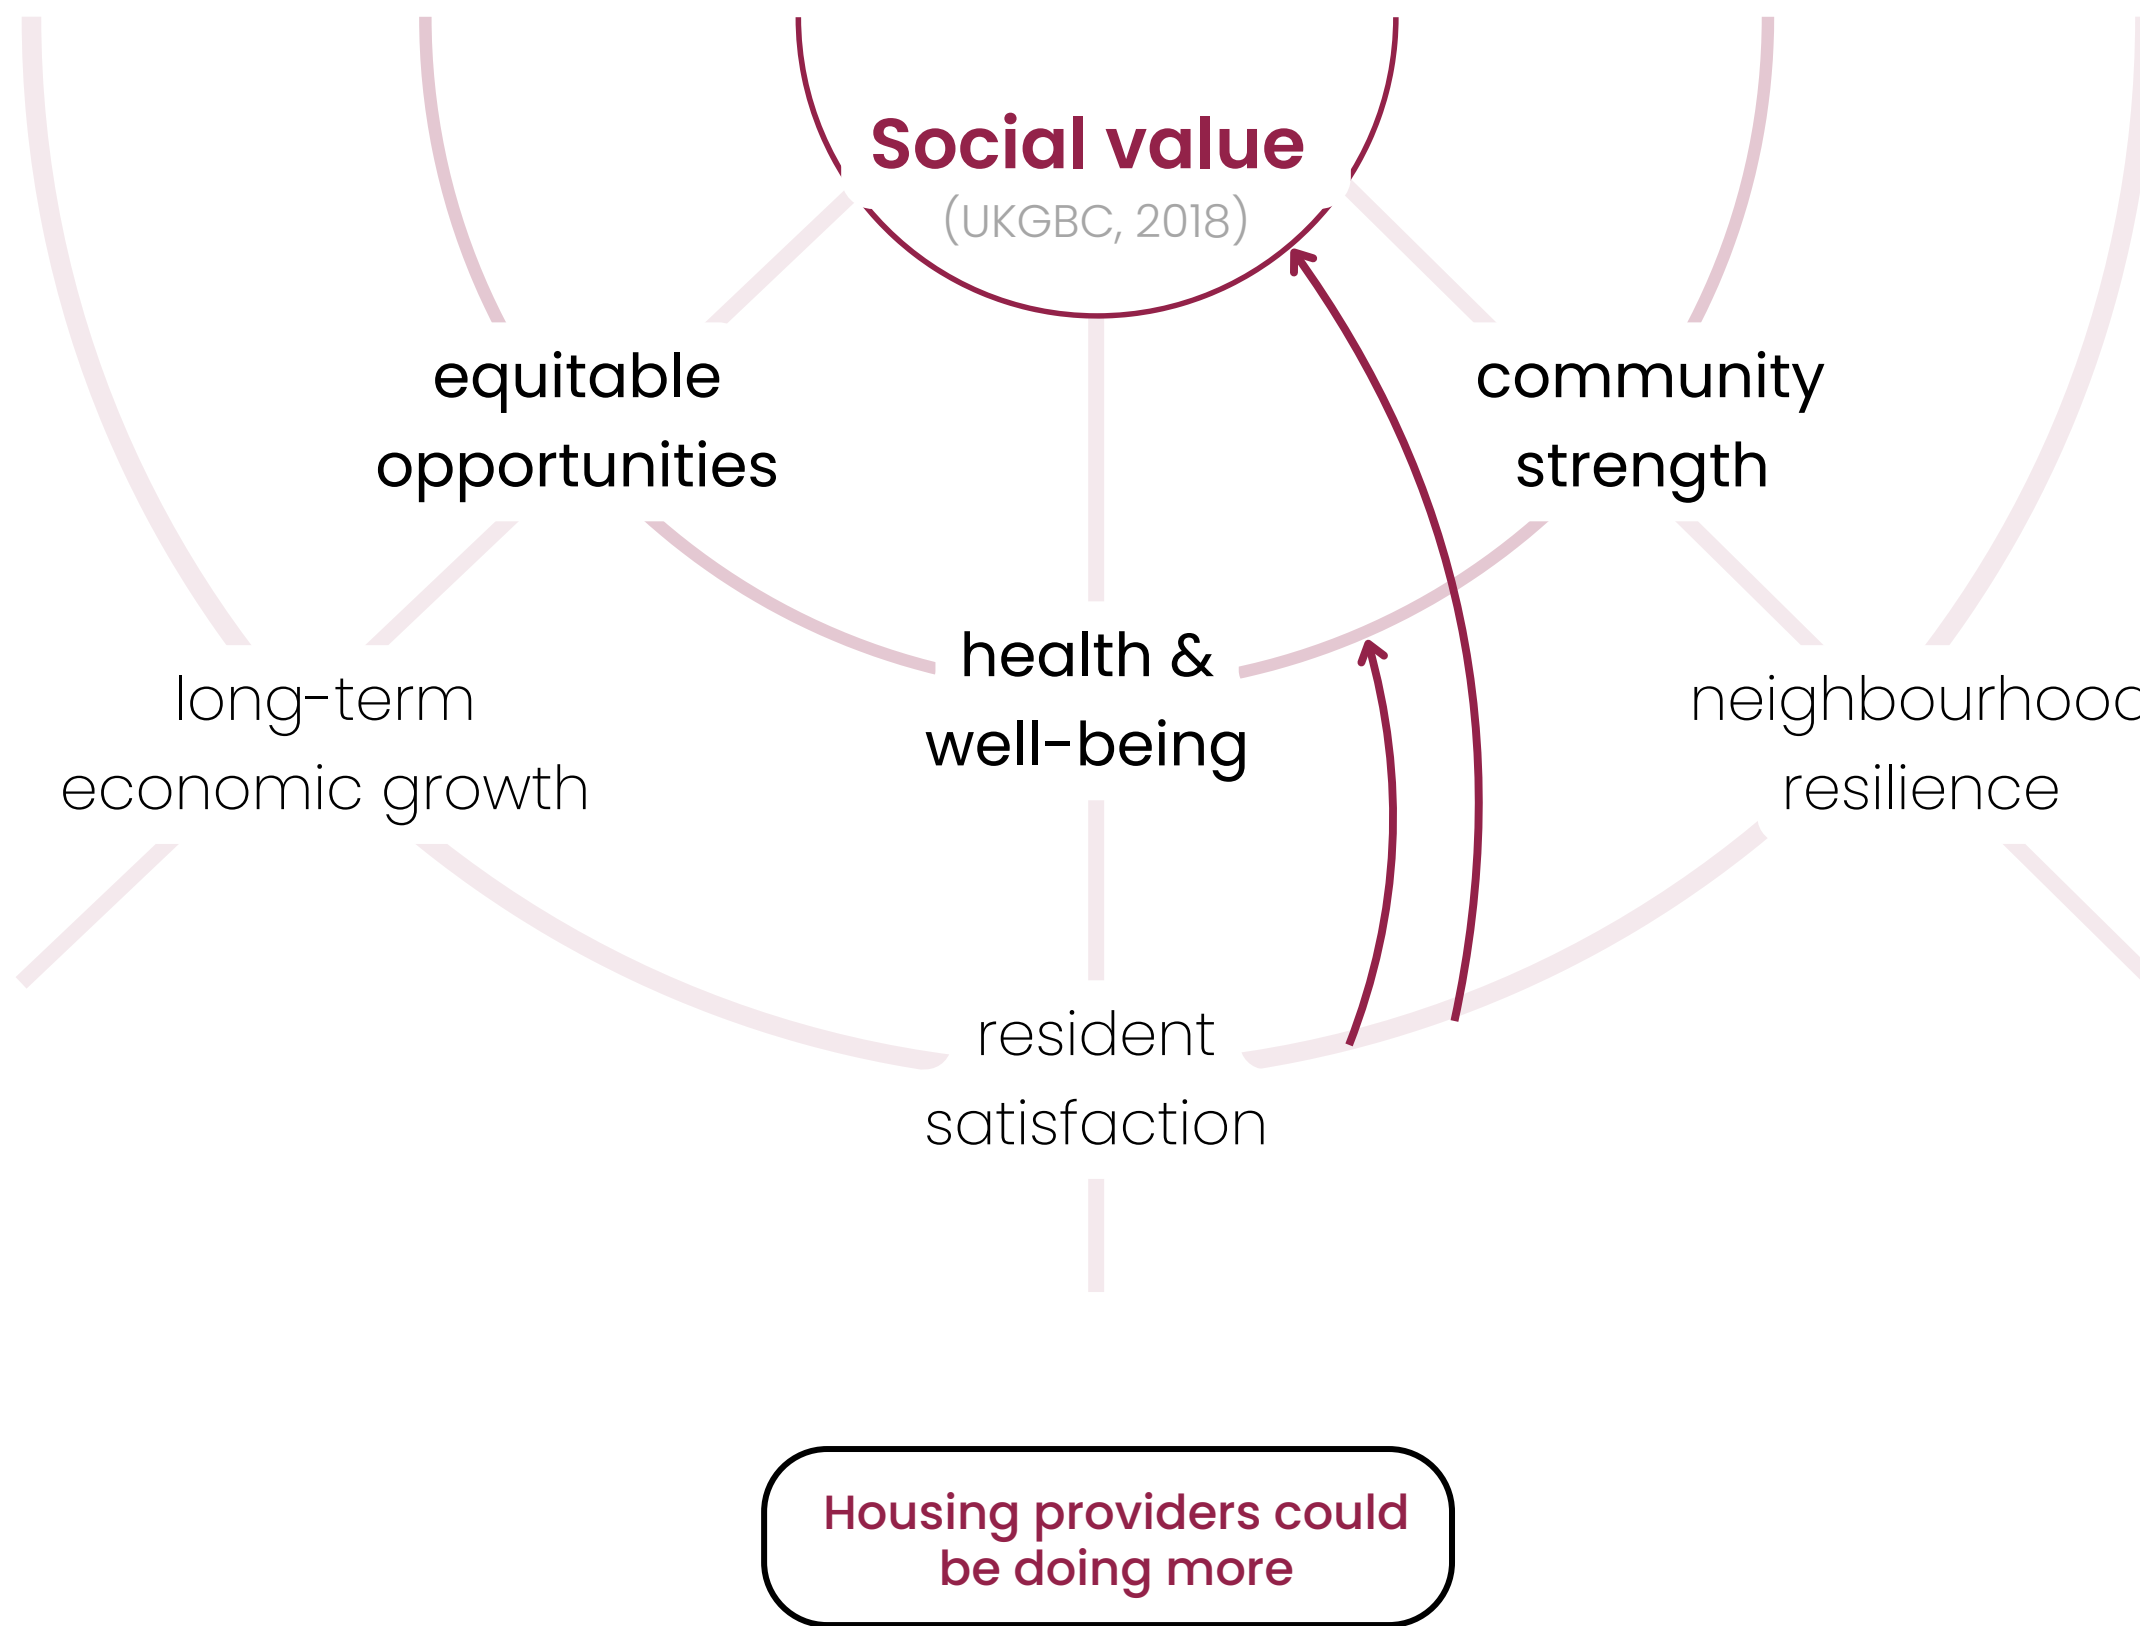 Social value
(UKGBC, 2018)
equitable
opportunities
community
strength
health &
well-being
long-term
economic growth
neighbourhood
resilience
resident
satisfaction
Housing providers could
be doing more